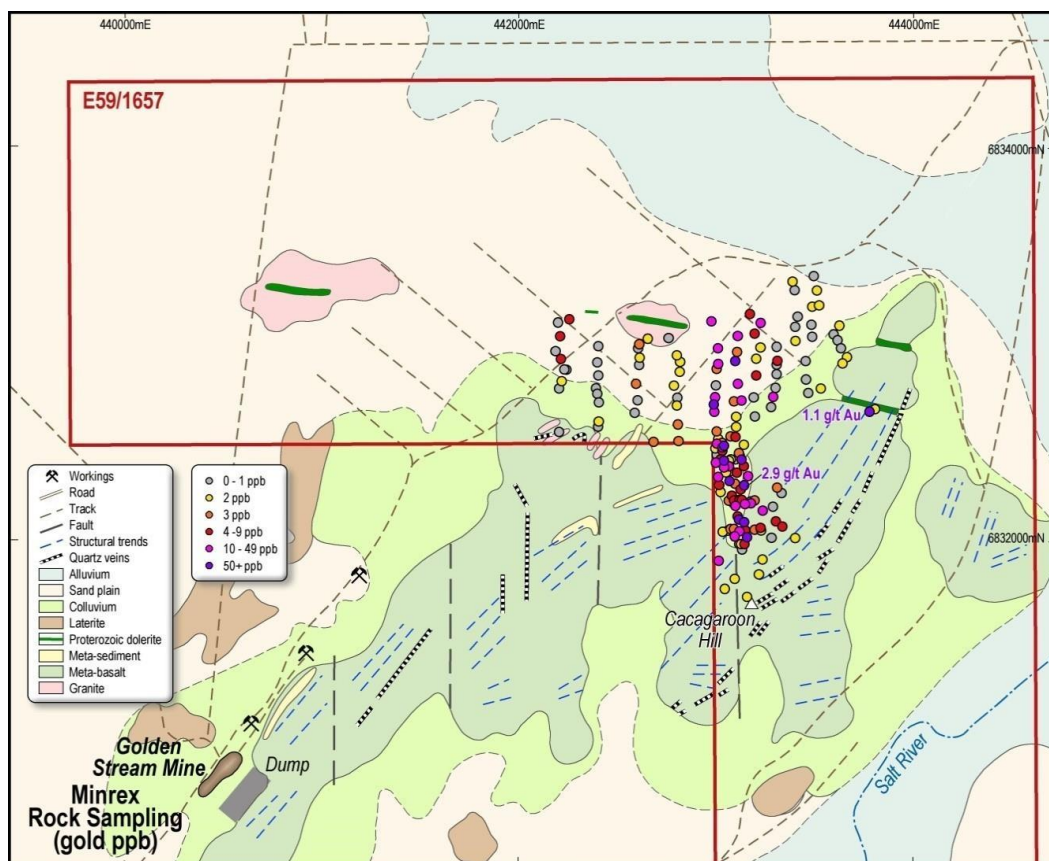 440000mE
442000mE
444000mE
E59/1657
6834000mN
1.1 g/t Au
2.9 g/t Au
6832000mN
Workings
Road
Track
Fault
Structural trends
Quartz veins
Alluvium
Sand plain
Colluvium
Laterite
Proterozoic dolerite
Meta-sediment
Meta-basalt
Granite
0 - 1 ppb
2 ppb
3 ppb
4 -9 ppb
10 - 49 ppb
50+ ppb
Cacagaroon
Hill
Salt River
Golden
Stream Mine
Dump
Minrex
Rock Sampling
(gold ppb)